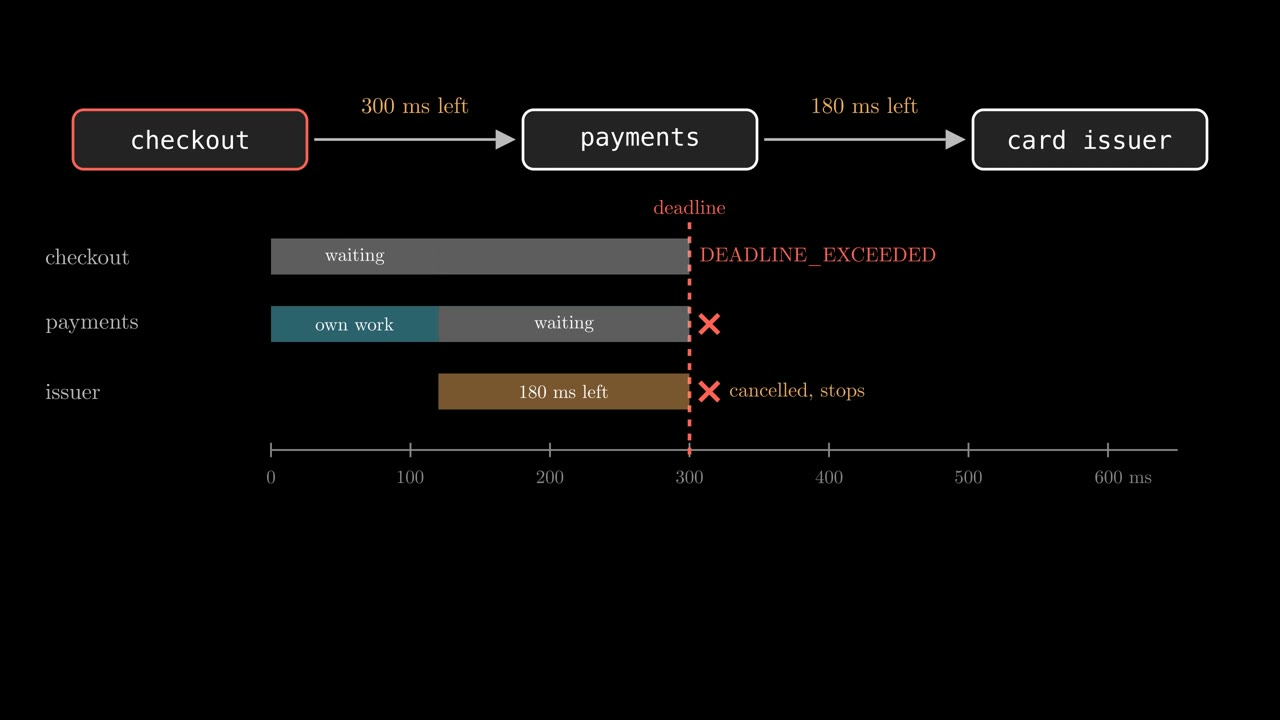 300 ms left
180 ms left
checkout
payments
card issuer
deadline
checkout
waiting
DEADLINE_EXCEEDED
payments
own work
waiting
issuer
180 ms left
cancelled, stops
0
100
200
300
400
500
600 ms